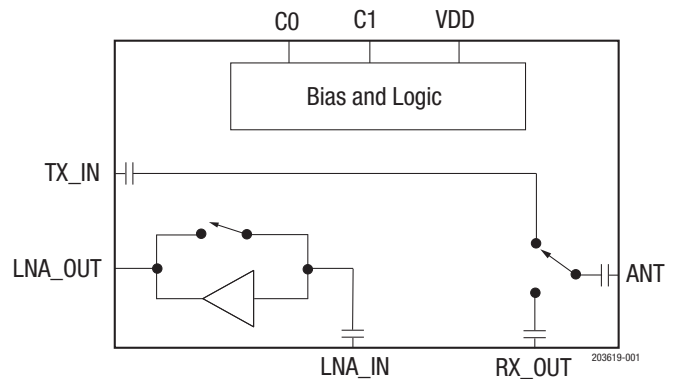 C0 C1 VDD
Bias and Logic
TX_IN
LNA_OUT
ANT
LNA_IN
RX_OUT
203619-001